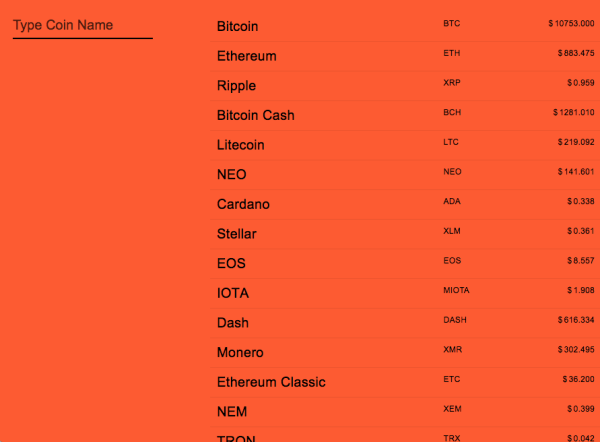 Type Coin Name
Bitcoin BTC $ 10753.000
Ethereum ETH $ 883.475
Ripple XRP $ 0.959
Bitcoin Cash BCH $ 1281.010
Litecoin LTC $ 219.092
NEO NEO $ 141.601
Cardano ADA $ 0.338
Stellar XLM $ 0.361
EOS EOS $ 8.557
IOTA MIOTA $ 1.908
Dash DASH $ 616.334
Monero XMR $ 302.495
Ethereum Classic ETC $ 36.200
NEM XEM $ 0.399
TRON TRX $ 0.042